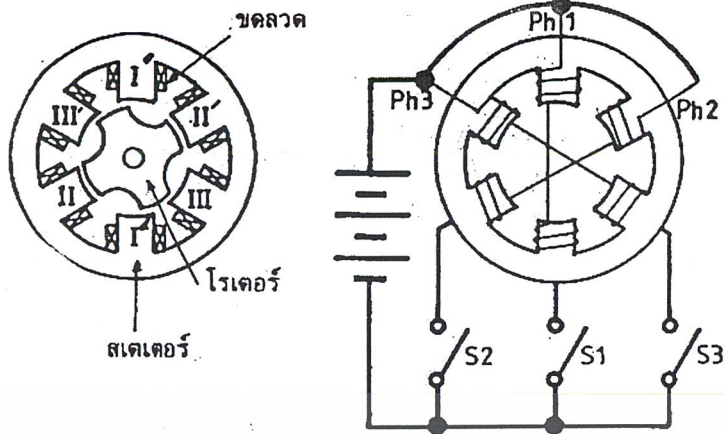 ขดลวด
I′
III′
II′
II
III
I″
โรเตอร์
สเตเตอร์
Ph1
Ph3
Ph2
S2
S1
S3